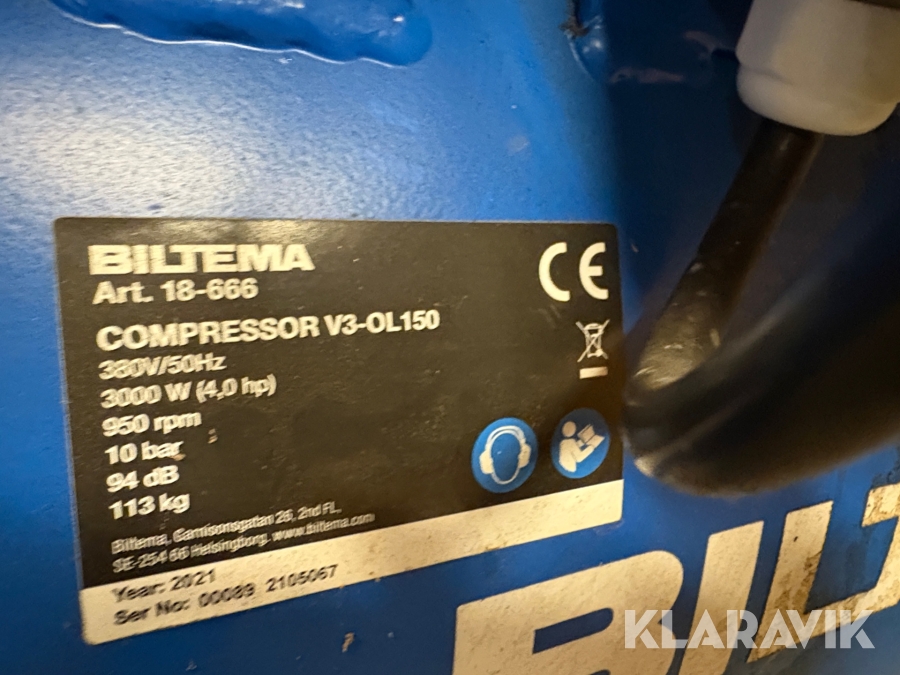 BILTEMA
Art. 18-666
COMPRESSOR V3-OL150
380V/50Hz
3000 W (4,0 hp)
950 rpm
10 bar
94 dB
113 kg
Biltema, Garnisonsgatan 26, 2nd FL.
SE-254 66 Helsingborg. www.biltema.com
Year: 2021
Ser No: 00089 2105067
CE
BILT
KLARAVIK